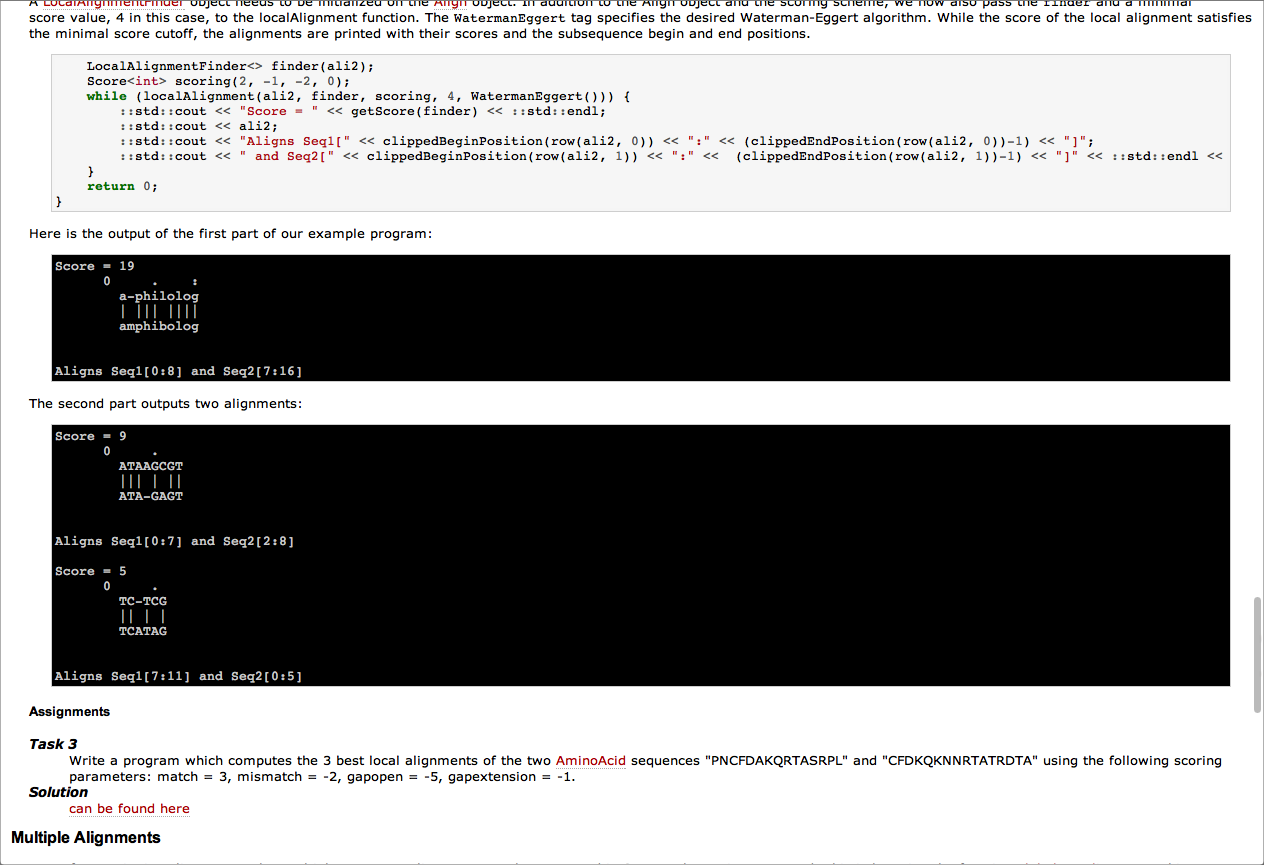 A LocalAlignmentFinder object needs to be initialized on the Align object. In addition to the Align object and the scoring scheme, we now also pass the finder and a minimal
score value, 4 in this case, to the localAlignment function. The WatermanEggert tag specifies the desired Waterman-Eggert algorithm. While the score of the local alignment satisfies
the minimal score cutoff, the alignments are printed with their scores and the subsequence begin and end positions.
LocalAlignmentFinder<> finder(ali2);
Score<int> scoring(2, -1, -2, 0);
while (localAlignment(ali2, finder, scoring, 4, WatermanEggert())) {
::std::cout << "Score = " << getScore(finder) << ::std::endl;
::std::cout << ali2;
::std::cout << "Aligns Seq1[" << clippedBeginPosition(row(ali2, 0)) << ":" << (clippedEndPosition(row(ali2, 0))-1) << "]";
::std::cout << " and Seq2[" << clippedBeginPosition(row(ali2, 1)) << ":" <<  (clippedEndPosition(row(ali2, 1))-1) << "]" << ::std::endl <<
}
return 0;
}
Here is the output of the first part of our example program:
Score = 19
0     .    :
a-philolog
| ||| ||||
amphibolog
Aligns Seq1[0:8] and Seq2[7:16]
The second part outputs two alignments:
Score = 9
0     .
ATAAGCGT
||| | ||
ATA-GAGT
Aligns Seq1[0:7] and Seq2[2:8]
Score = 5
0     .
TC-TCG
|| | |
TCATAG
Aligns Seq1[7:11] and Seq2[0:5]
Assignments
Task 3
Write a program which computes the 3 best local alignments of the two AminoAcid sequences "PNCFDAKQRTASRPL" and "CFDKQKNNRTATRDTA" using the following scoring
parameters: match = 3, mismatch = -2, gapopen = -5, gapextension = -1.
Solution
can be found here
Multiple Alignments